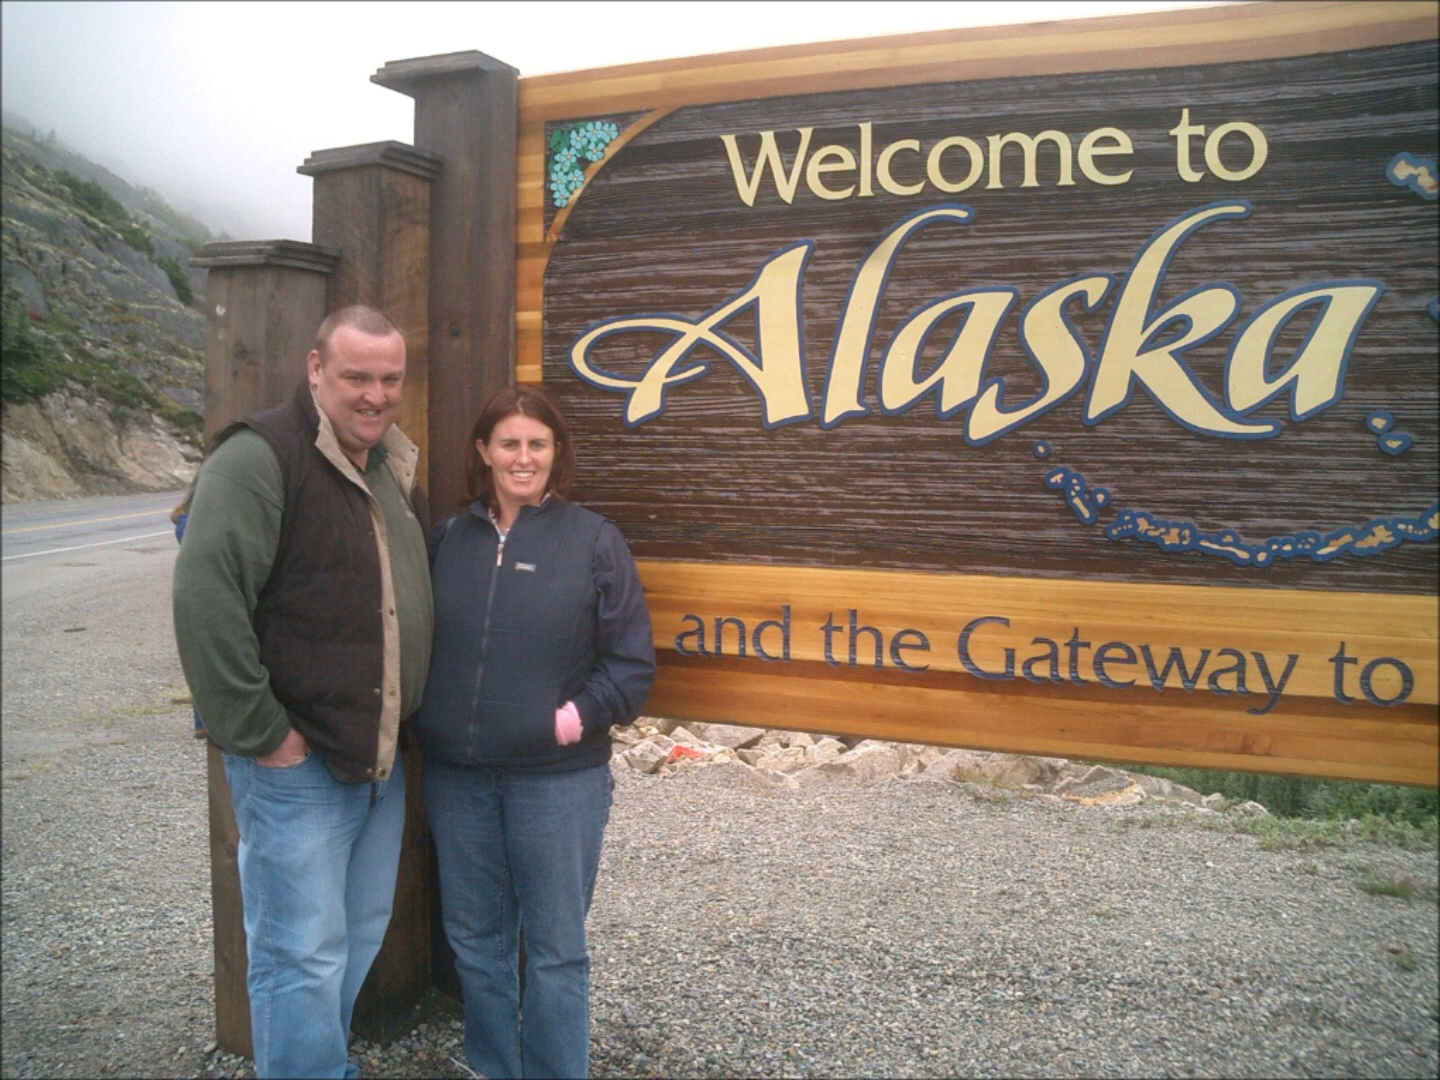 Welcome to
Alaska
and the Gateway to